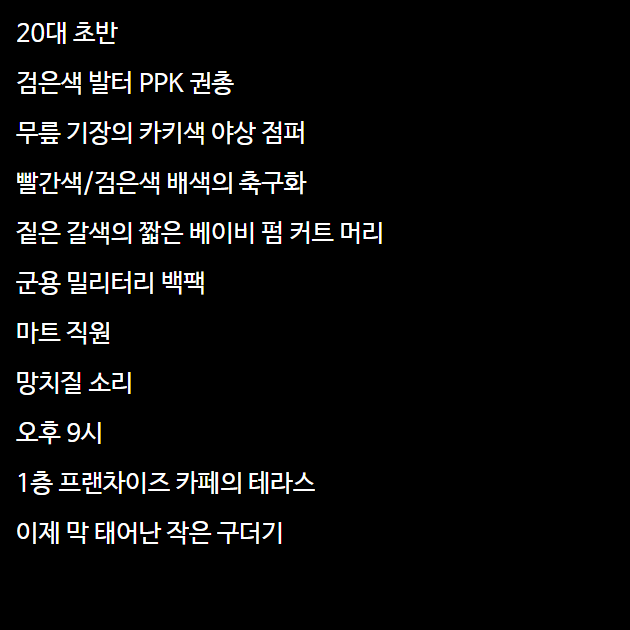 20대 초반
검은색 발터 PPK 권총
무릎 기장의 카키색 야상 점퍼
빨간색/검은색 배색의 축구화
짙은 갈색의 짧은 베이비 펌 커트 머리
군용 밀리터리 백팩
마트 직원
망치질 소리
오후 9시
1층 프랜차이즈 카페의 테라스
이제 막 태어난 작은 구더기